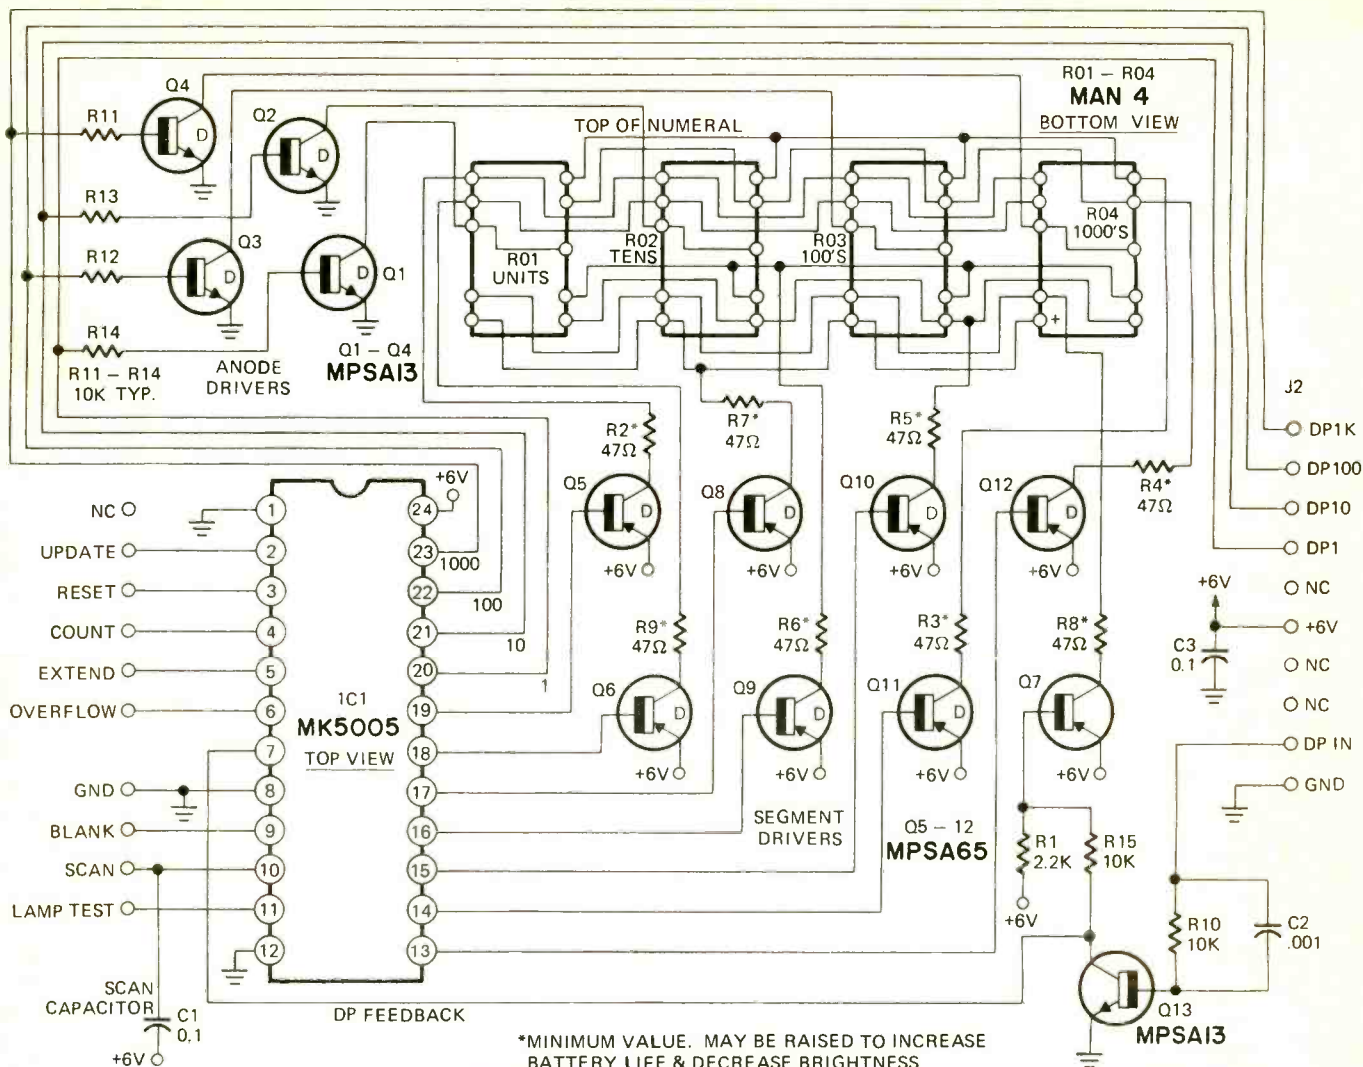 R01 – R04
MAN 4
BOTTOM VIEW
TOP OF NUMERAL
Q4
D
R11
Q2
D
R13
Q3
D
R12
Q1
D
R14
R11 – R14
10K TYP.
ANODE
DRIVERS
Q1 – Q4
MPSA13
R01
UNITS
R02
TENS
R03
100'S
R04
1000'S
+
R2*
47Ω
R7*
47Ω
R5*
47Ω
R4*
47Ω
Q5
D
+6V
Q8
D
+6V
Q10
D
+6V
Q12
D
+6V
R9*
47Ω
R6*
47Ω
R3*
47Ω
R8*
47Ω
Q6
D
+6V
Q9
D
+6V
Q11
D
+6V
Q7
D
+6V
SEGMENT
DRIVERS
Q5 – 12
MPSA65
J2
DP1K
DP100
DP10
DP1
NC
+6V
NC
NC
DP IN
GND
+6V
C3
0.1
NC
UPDATE
RESET
COUNT
EXTEND
OVERFLOW
GND
BLANK
SCAN
LAMP TEST
1
2
3
4
5
6
7
8
9
10
11
12
1C1
MK5005
TOP VIEW
+6V
24
23
22
21
20
19
18
17
16
15
14
13
1000
100
10
1
SCAN
CAPACITOR
C1
0.1
+6V
DP FEEDBACK
R1
2.2K
+6V
R15
10K
R10
10K
C2
.001
Q13
MPSA13
*MINIMUM VALUE. MAY BE RAISED TO INCREASE
BATTERY LIFE & DECREASE BRIGHTNESS